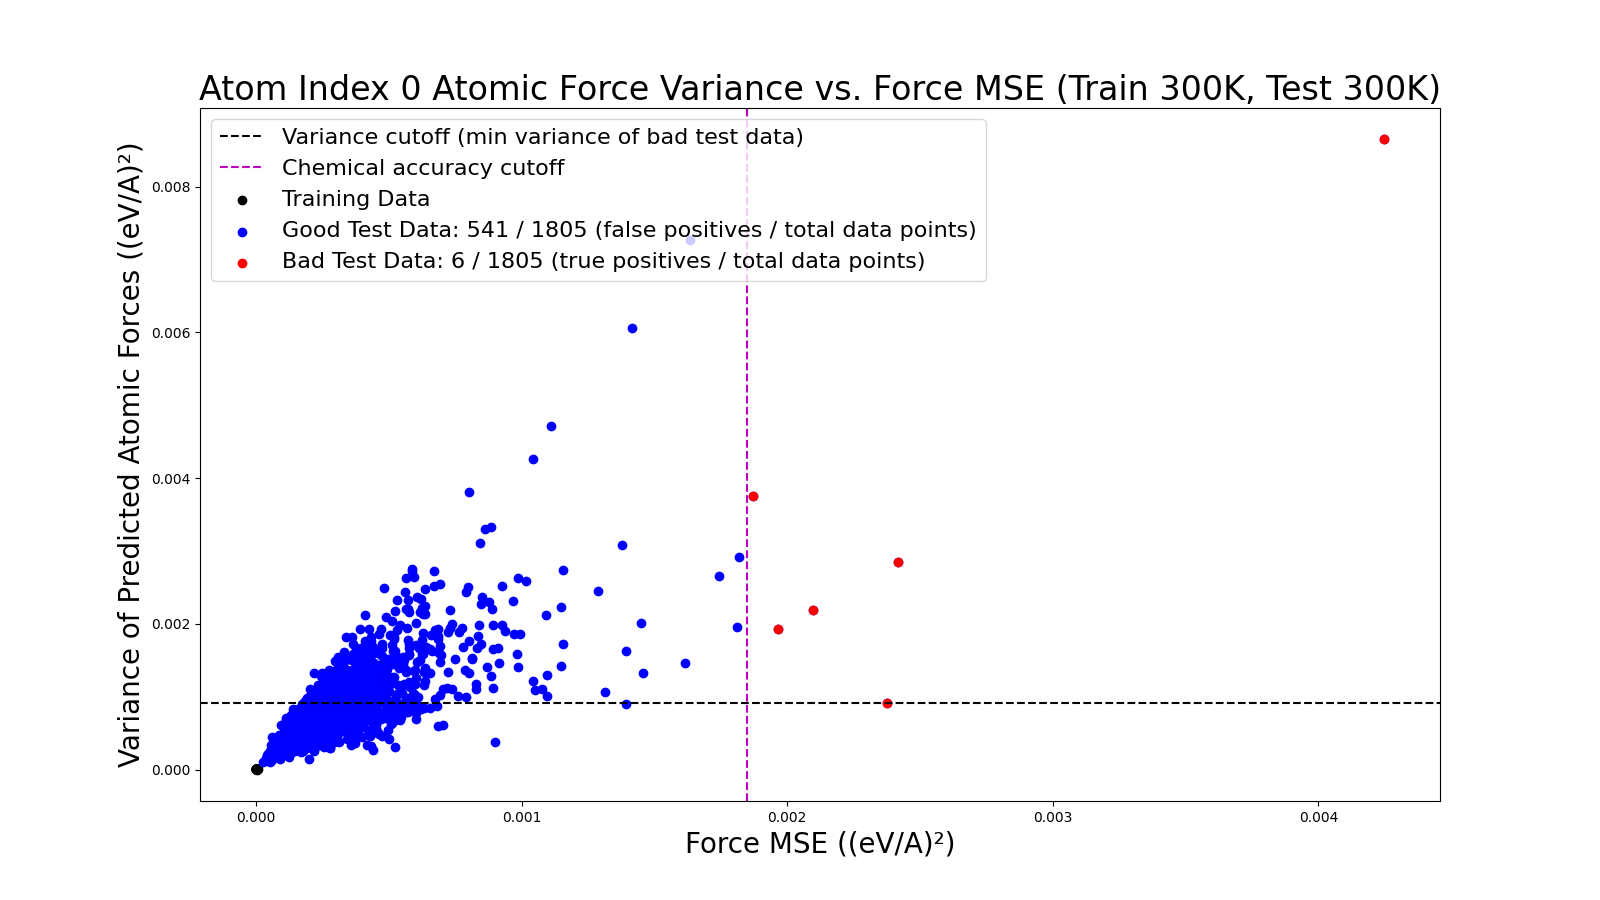 Atom Index 0 Atomic Force Variance vs. Force MSE (Train 300K, Test 300K)
Variance cutoff (min variance of bad test data)
Chemical accuracy cutoff
Training Data
Good Test Data: 541 / 1805 (false positives / total data points)
Bad Test Data: 6 / 1805 (true positives / total data points)
Variance of Predicted Atomic Forces ((eV/A)²)
0.008
0.006
0.004
0.002
0.000
0.000
0.001
0.002
0.003
0.004
Force MSE ((eV/A)²)